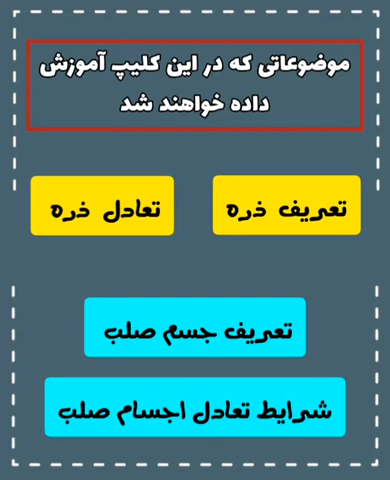 موضوعاتی که در این کلیپ آموزش
داده خواهند شد
تعریف ذره
تعادل ذره
تعریف جسم صلب
شرایط تعادل اجسام صلب